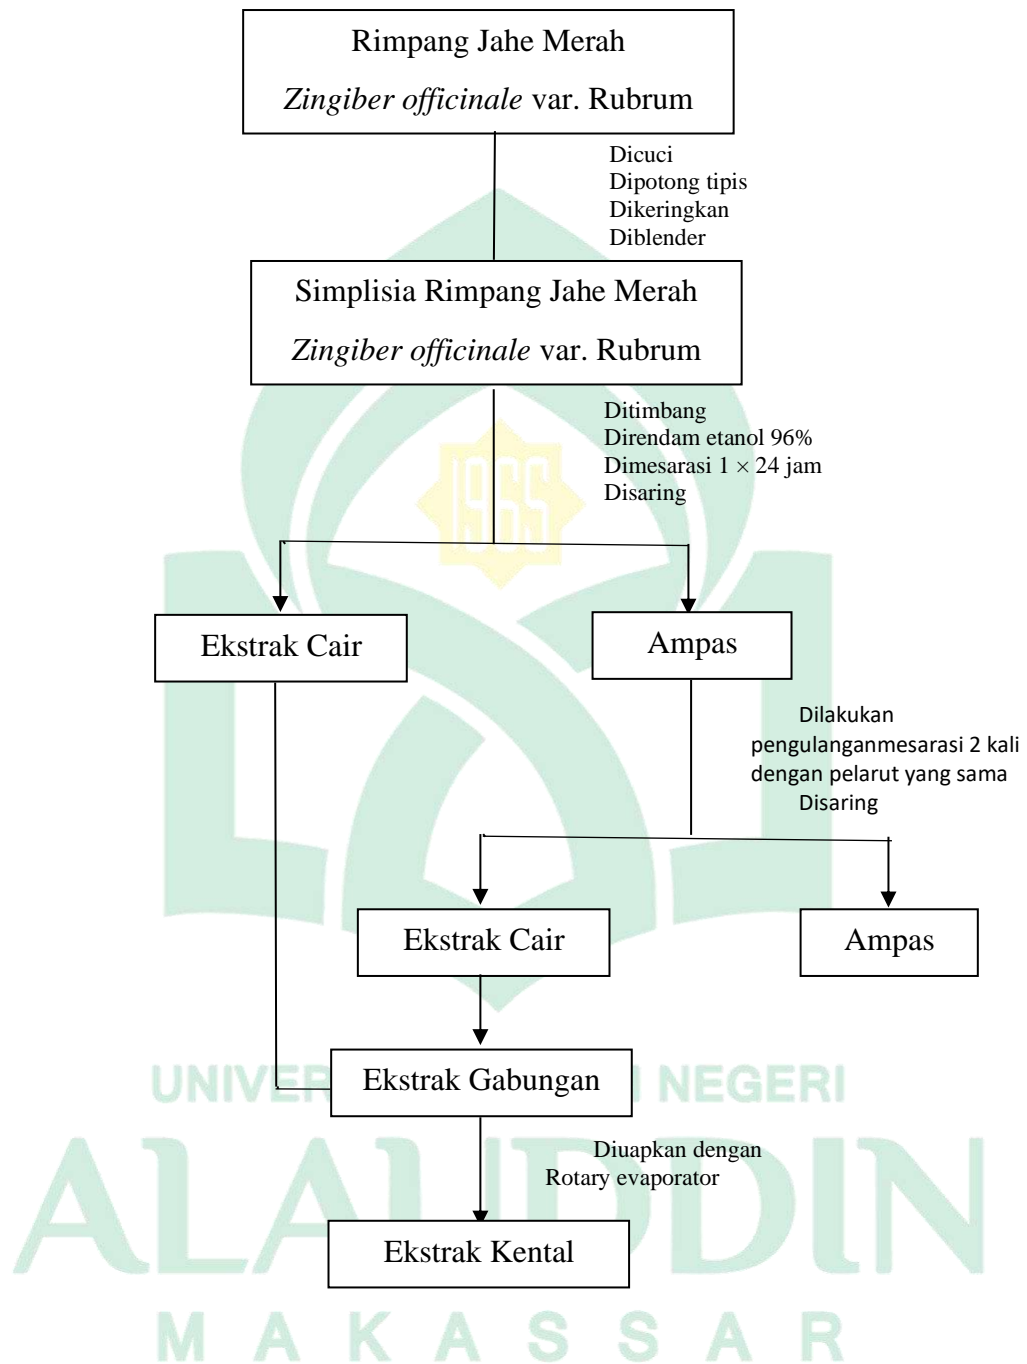 Rimpang Jahe Merah
Zingiber officinale var. Rubrum
Dicuci
Dipotong tipis
Dikeringkan
Diblender
Simplisia Rimpang Jahe Merah
Zingiber officinale var. Rubrum
Ditimbang
Direndam etanol 96%
Dimesarasi 1 × 24 jam
Disaring
1965
Ekstrak Cair
Ampas
Dilakukan
pengulanganmesarasi 2 kali
dengan pelarut yang sama
Disaring
Ekstrak Cair
Ampas
Ekstrak Gabungan
NEGERI
Diuapkan dengan
Rotary evaporator
ALAUDDIN
Ekstrak Kental
MAKASSAR